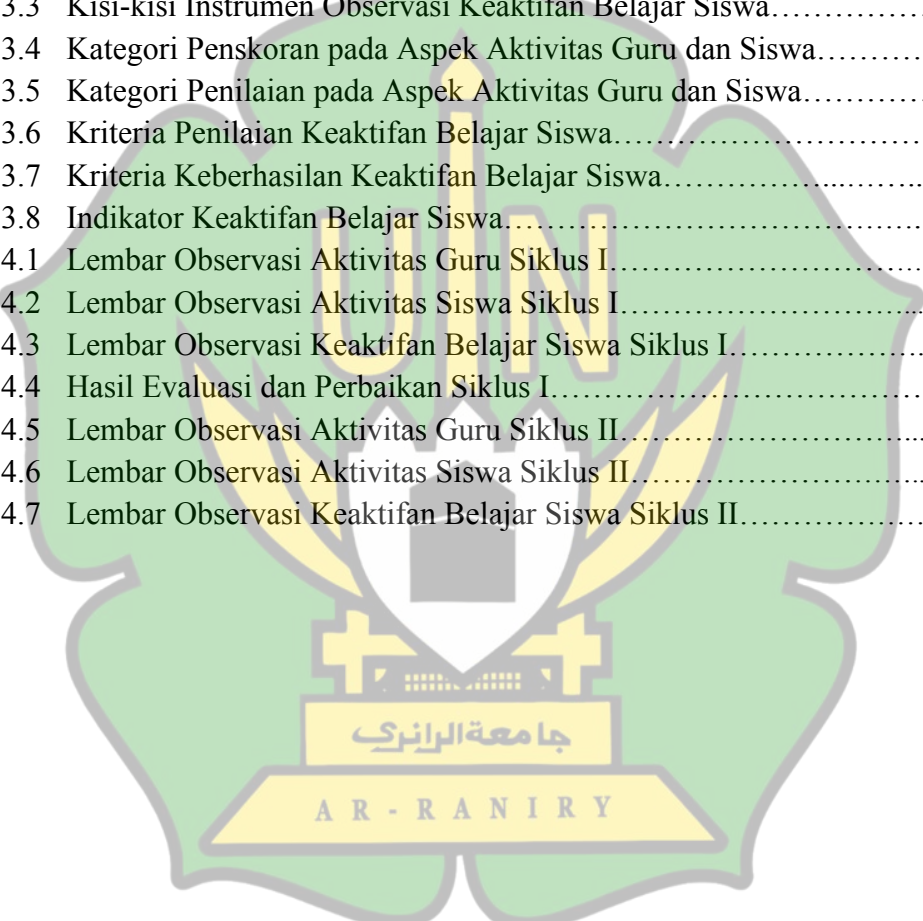 3.3 Kisi-kisi Instrumen Observasi Keaktifan Belajar Siswa……………
3.4 Kategori Penskoran pada Aspek Aktivitas Guru dan Siswa…………
3.5 Kategori Penilaian pada Aspek Aktivitas Guru dan Siswa…………..
3.6 Kriteria Penilaian Keaktifan Belajar Siswa…………………………….
3.7 Kriteria Keberhasilan Keaktifan Belajar Siswa……………....……...
3.8 Indikator Keaktifan Belajar Siswa……………………………………..
4.1 Lembar Observasi Aktivitas Guru Siklus I…………………………..
4.2 Lembar Observasi Aktivitas Siswa Siklus I…………………………...
4.3 Lembar Observasi Keaktifan Belajar Siswa Siklus I………………..
4.4 Hasil Evaluasi dan Perbaikan Siklus I…………………………………
4.5 Lembar Observasi Aktivitas Guru Siklus II…………………………...
4.6 Lembar Observasi Aktivitas Siswa Siklus II…………………………...
4.7 Lembar Observasi Keaktifan Belajar Siswa Siklus II………………..
UIN
جامعة الرانري
AR-RANIRY